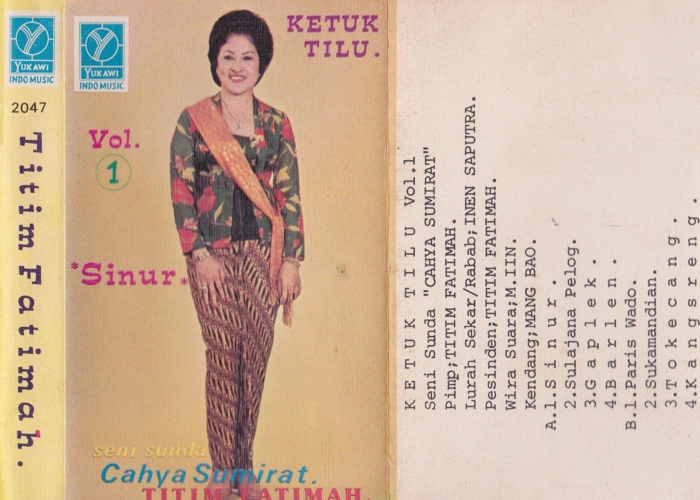 YUKAWI
INDO MUSIC
2047
Titim Fatimah.
YUKAWI
INDO MUSIC
KETUK
TILU.
Vol.
1
*Sinur*
seni sunda
Cahya Sumirat.
TITIM FATIMAH.
K E T U K T I L U Vol.1
Seni Sunda "CAHYA SUMIRAT"
Pimp;TITIM FATIMAH.
Lurah Sekar/Rabab;INEN SAPUTRA.
Pesinden;TITIM FATIMAH.
Wira Suara;M.IIN.
Kendang;MANG BAO.
A.1.S i n u r .
2.Sulajana Pelog.
3.G a p l e k .
4.B a r l e n .
B.1.Paris Wado.
2.Sukamandian.
3.T o k e c a n g .
4.K a n g s r e n g .